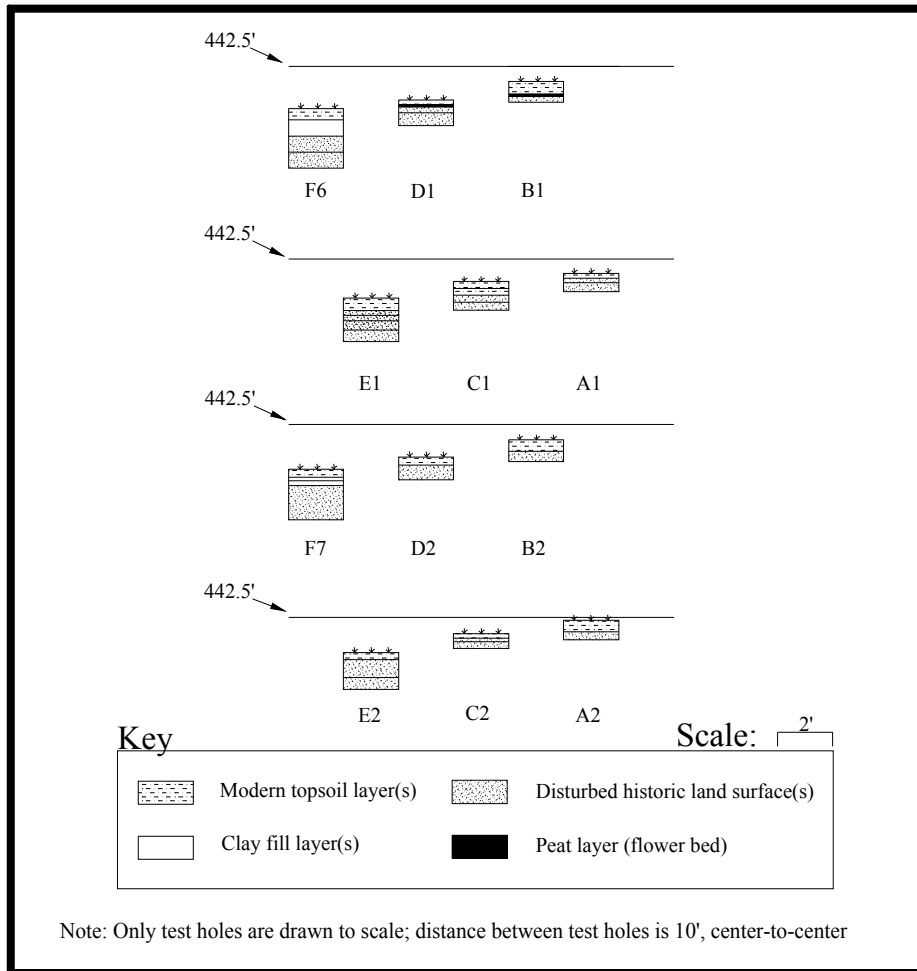 442.5'
F6 D1 B1
442.5'
E1 C1 A1
442.5'
F7 D2 B2
442.5'
E2 C2 A2
Key Scale: 2'
Modern topsoil layer(s) Disturbed historic land surface(s)
Clay fill layer(s) Peat layer (flower bed)
Note: Only test holes are drawn to scale; distance between test holes is 10', center-to-center